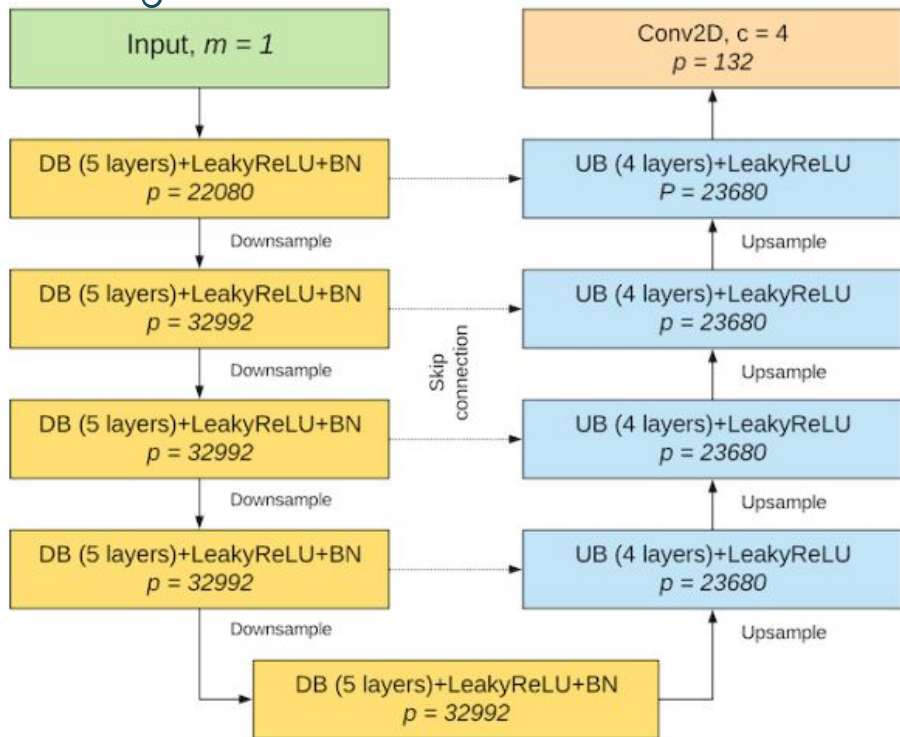 Input, m = 1
DB (5 layers)+LeakyReLU+BN
p = 22080
Downsample
DB (5 layers)+LeakyReLU+BN
p = 32992
Downsample
DB (5 layers)+LeakyReLU+BN
p = 32992
Downsample
DB (5 layers)+LeakyReLU+BN
p = 32992
Downsample
DB (5 layers)+LeakyReLU+BN
p = 32992
Skip
connection
Conv2D, c = 4
p = 132
UB (4 layers)+LeakyReLU
P = 23680
Upsample
UB (4 layers)+LeakyReLU
p = 23680
Upsample
UB (4 layers)+LeakyReLU
p = 23680
Upsample
UB (4 layers)+LeakyReLU
p = 23680
Upsample